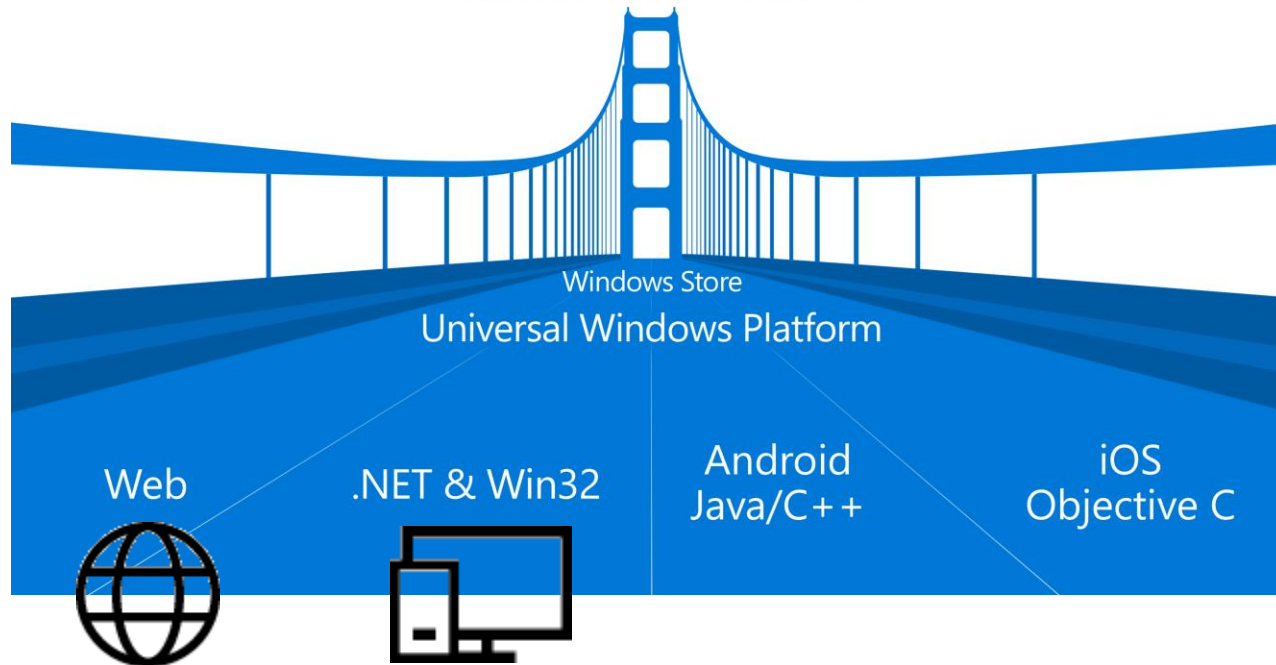 Windows Store
Universal Windows Platform
Web
.NET & Win32
Android
Java/C++
iOS
Objective C